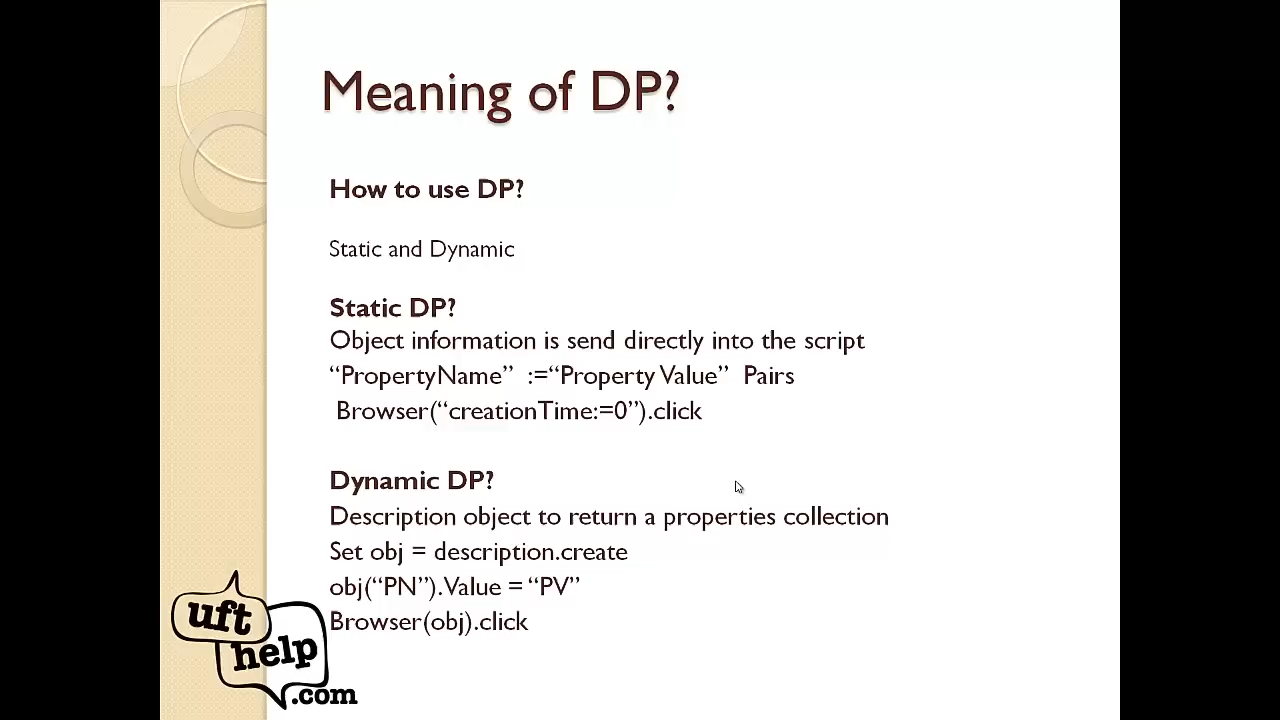 Meaning of DP?
How to use DP?
Static and Dynamic
Static DP?
Object information is send directly into the script
“PropertyName” :=“Property Value” Pairs
Browser(“creationTime:=0”).click
Dynamic DP?
Description object to return a properties collection
Set obj = description.create
obj(“PN”).Value = “PV”
Browser(obj).click
uft
help
.com